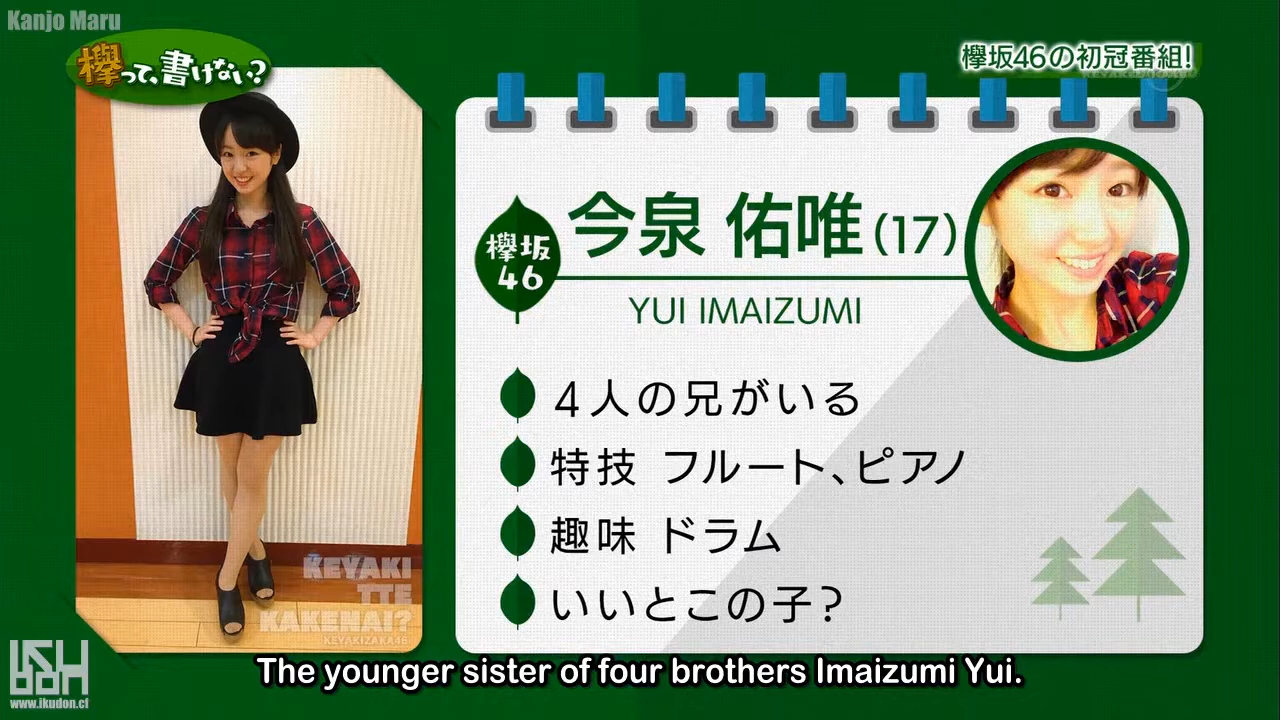 Kanjo Maru
欅って、書けない?
欅坂46の初冠番組!
欅坂
46
今泉 佑唯(17)
YUI IMAIZUMI
4人の兄がいる
特技 フルート、ピアノ
趣味 ドラム
いいとこの子?
KEYAKI
TTE
KAKENAI?
KEYAKIZAKA46
www.ikudon.cf
The younger sister of four brothers Imaizumi Yui.